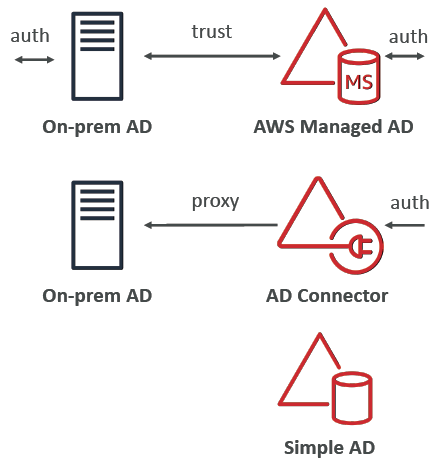 auth
trust
auth
MS
On-prem AD
AWS Managed AD
proxy
auth
On-prem AD
AD Connector
Simple AD